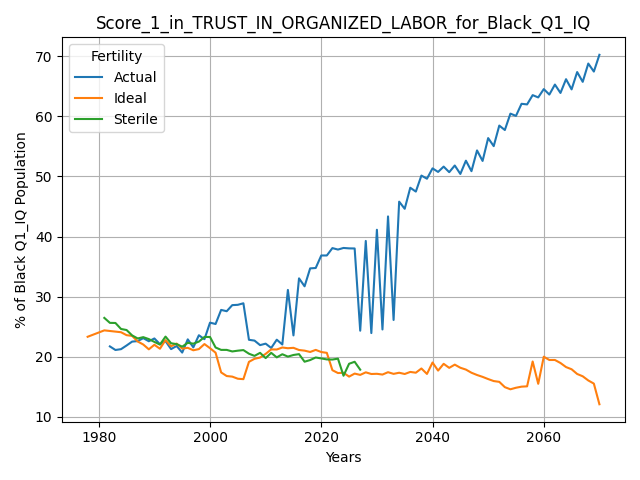 Score_1_in_TRUST_IN_ORGANIZED_LABOR_for_Black_Q1_IQ
Fertility
Actual
Ideal
Sterile
% of Black Q1_IQ Population
70
60
50
40
30
20
10
1980 2000 2020 2040 2060
Years